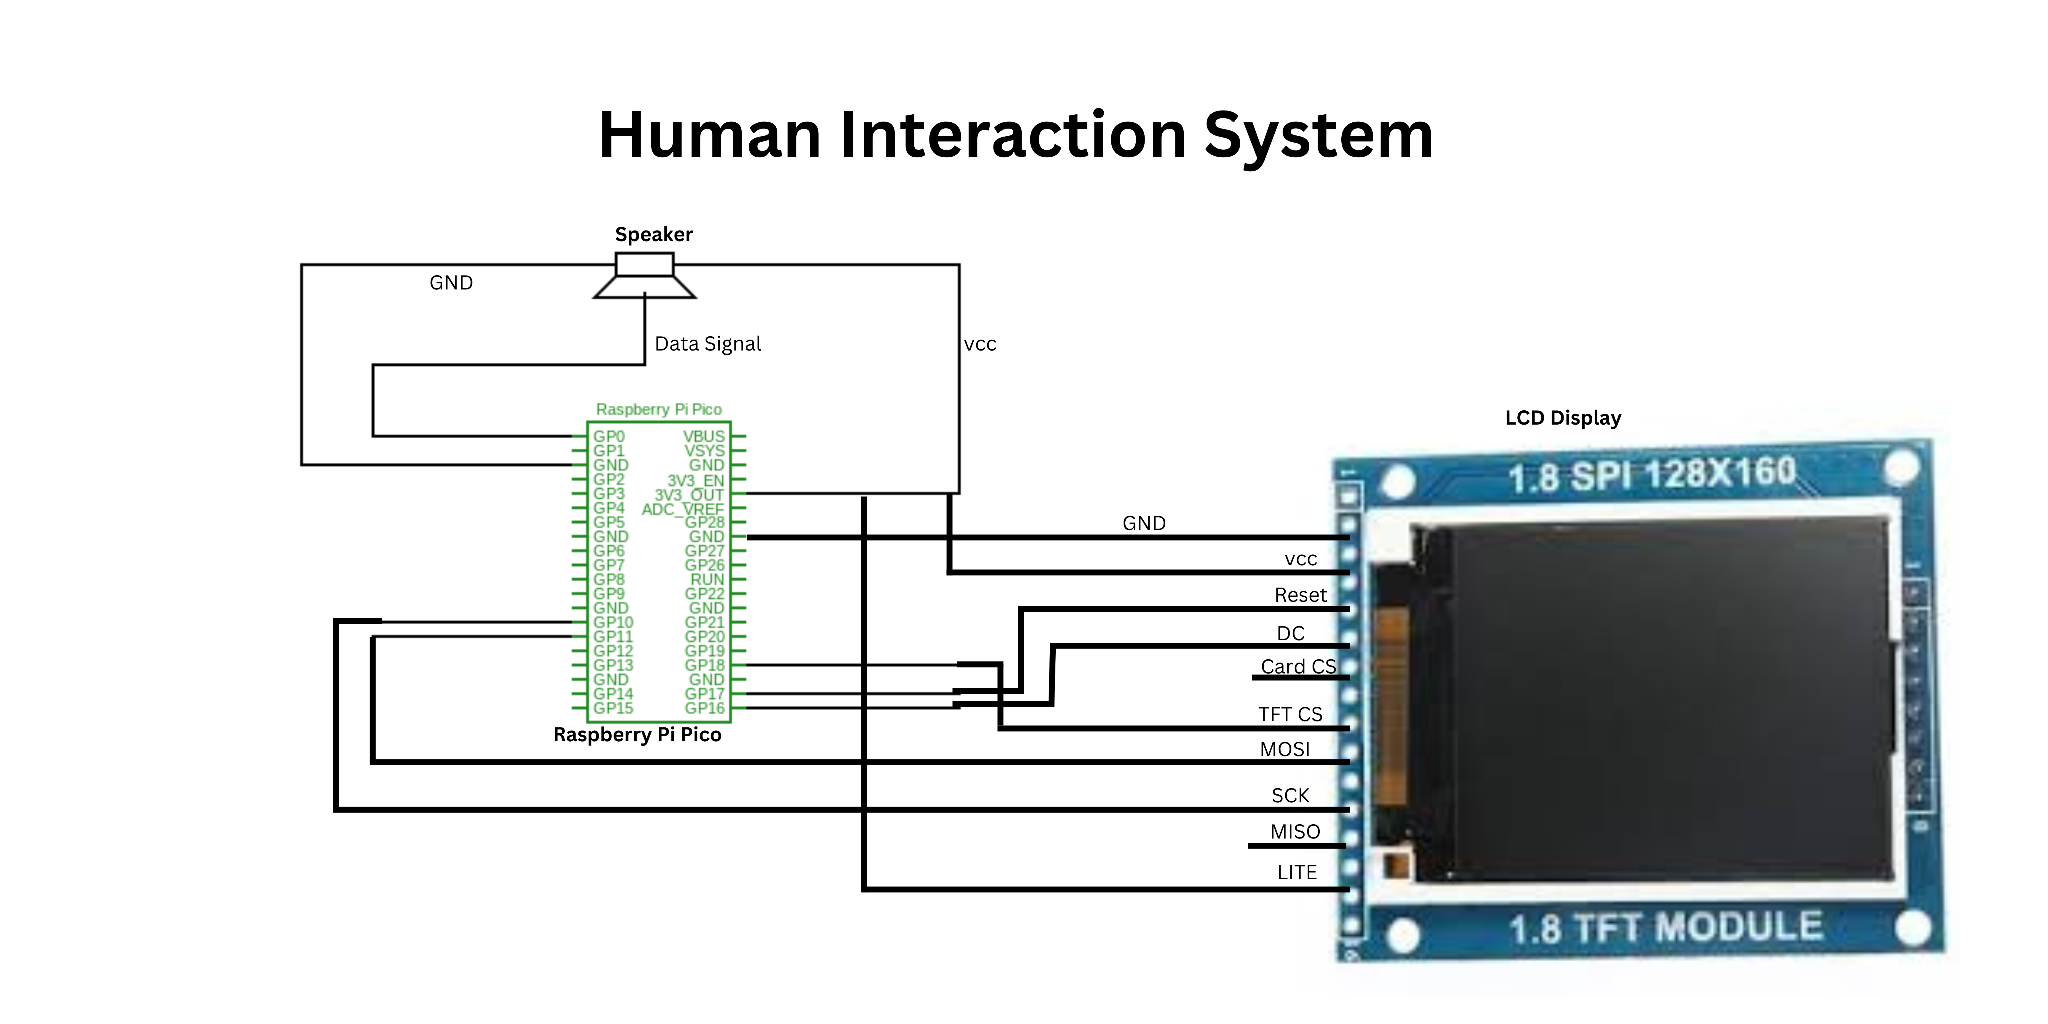 Human Interaction System
Speaker
GND
Data Signal
vcc
Raspberry Pi Pico
GP0 VBUS
GP1 VSYS
GND GND
GP2 3V3_EN
GP3 3V3_OUT
GP4 ADC_VREF
GP5 GP28
GND GND
GP6 GP27
GP7 GP26
GP8 RUN
GP9 GP22
GND GND
GP10 GP21
GP11 GP20
GP12 GP19
GP13 GP18
GND GND
GP14 GP17
GP15 GP16
Raspberry Pi Pico
GND
vcc
Reset
DC
Card CS
TFT CS
MOSI
SCK
MISO
LITE
LCD Display
1.8 SPI 128X160
1
1.8 TFT MODULE